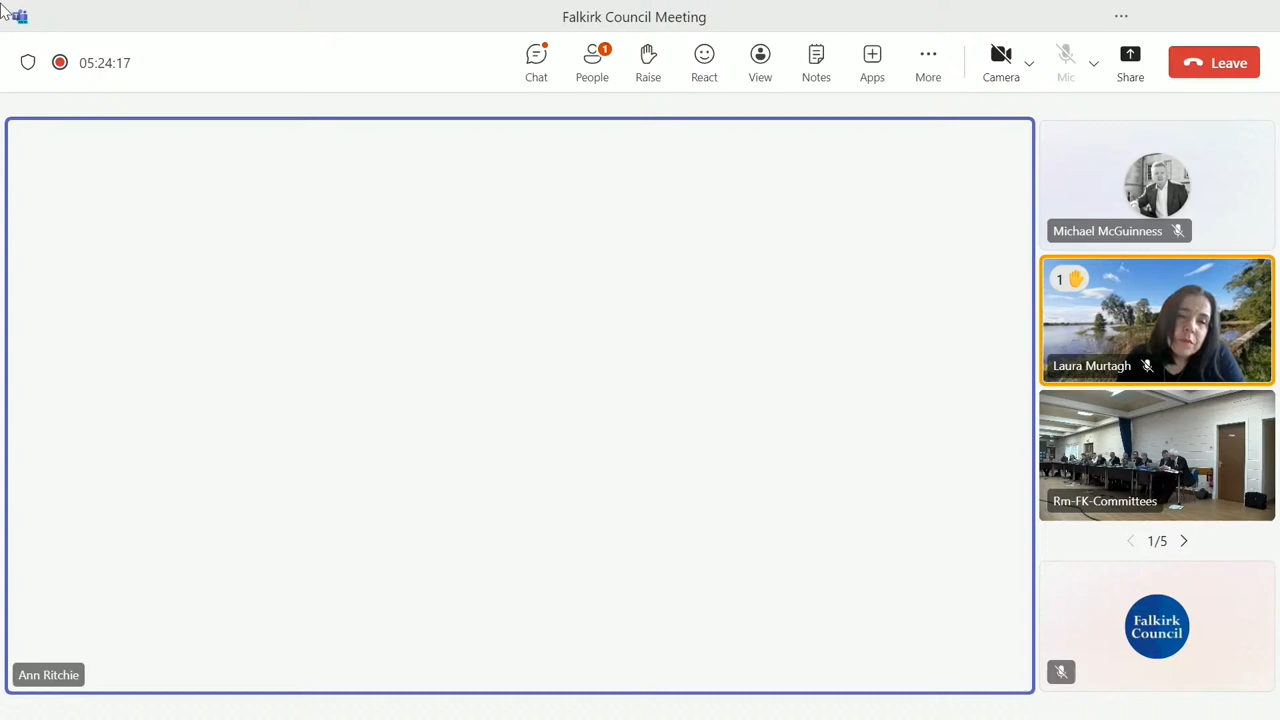 Falkirk Council Meeting
05:24:17
Chat
1
People
Raise
React
View
Notes
Apps
More
Camera
Mic
Share
Leave
Michael McGuinness
1
Laura Murtagh
Rm-FK-Committees
1/5
Falkirk
Council
Ann Ritchie